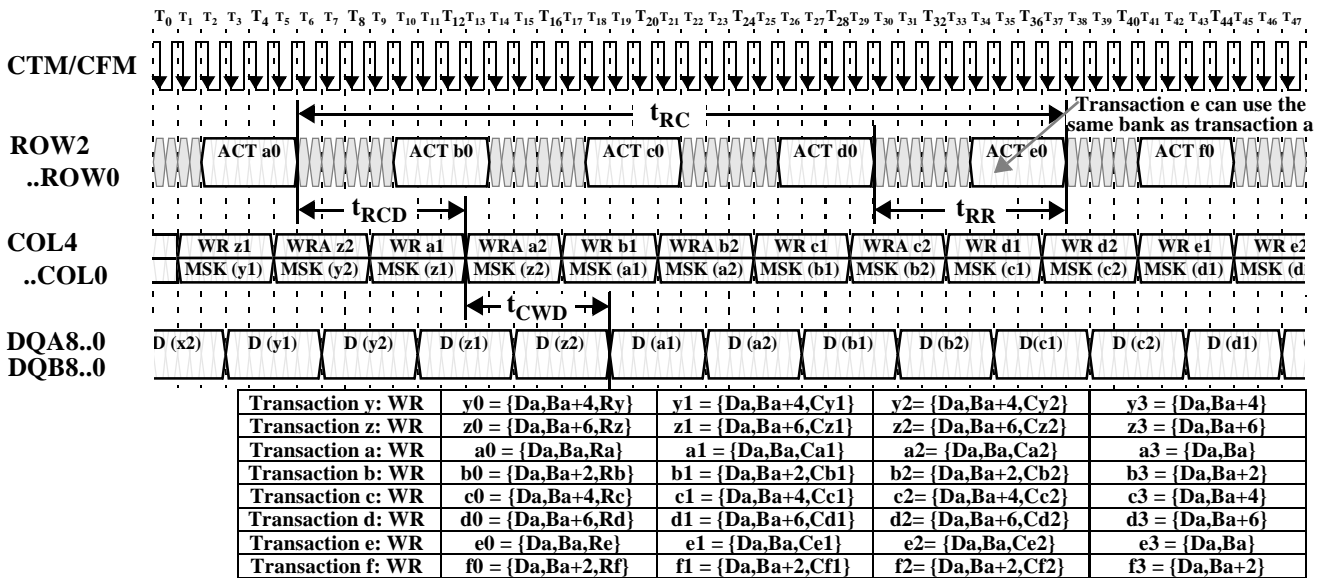 T0 T1 T2 T3 T4 T5 T6 T7 T8 T9 T10 T11 T12 T13 T14 T15 T16 T17 T18 T19 T20 T21 T22 T23 T24 T25 T26 T27 T28 T29 T30 T31 T32 T33 T34 T35 T36 T37 T38 T39 T40 T41 T42 T43 T44 T45 T46 T47
CTM/CFM
Transaction e can use the
same bank as transaction a
tRC
ROW2
..ROW0
ACT a0 ACT b0 ACT c0 ACT d0 ACT e0 ACT f0
tRCD tRR
COL4
..COL0
WR z1 WRA z2 WR a1 WRA a2 WR b1 WRA b2 WR c1 WRA c2 WR d1 WR d2 WR e1 WR e2
MSK (y1) MSK (y2) MSK (z1) MSK (z2) MSK (a1) MSK (a2) MSK (b1) MSK (b2) MSK (c1) MSK (c2) MSK (d1) MSK (d
tCWD
DQA8..0
DQB8..0
D (x2) D (y1) D (y2) D (z1) D (z2) D (a1) D (a2) D (b1) D (b2) D(c1) D (c2) D (d1)
Transaction y: WR y0 = {Da,Ba+4,Ry} y1 = {Da,Ba+4,Cy1} y2= {Da,Ba+4,Cy2} y3 = {Da,Ba+4}
Transaction z: WR z0 = {Da,Ba+6,Rz} z1 = {Da,Ba+6,Cz1} z2= {Da,Ba+6,Cz2} z3 = {Da,Ba+6}
Transaction a: WR a0 = {Da,Ba,Ra} a1 = {Da,Ba,Ca1} a2= {Da,Ba,Ca2} a3 = {Da,Ba}
Transaction b: WR b0 = {Da,Ba+2,Rb} b1 = {Da,Ba+2,Cb1} b2= {Da,Ba+2,Cb2} b3 = {Da,Ba+2}
Transaction c: WR c0 = {Da,Ba+4,Rc} c1 = {Da,Ba+4,Cc1} c2= {Da,Ba+4,Cc2} c3 = {Da,Ba+4}
Transaction d: WR d0 = {Da,Ba+6,Rd} d1 = {Da,Ba+6,Cd1} d2= {Da,Ba+6,Cd2} d3 = {Da,Ba+6}
Transaction e: WR e0 = {Da,Ba,Re} e1 = {Da,Ba,Ce1} e2= {Da,Ba,Ce2} e3 = {Da,Ba}
Transaction f: WR f0 = {Da,Ba+2,Rf} f1 = {Da,Ba+2,Cf1} f2= {Da,Ba+2,Cf2} f3 = {Da,Ba+2}